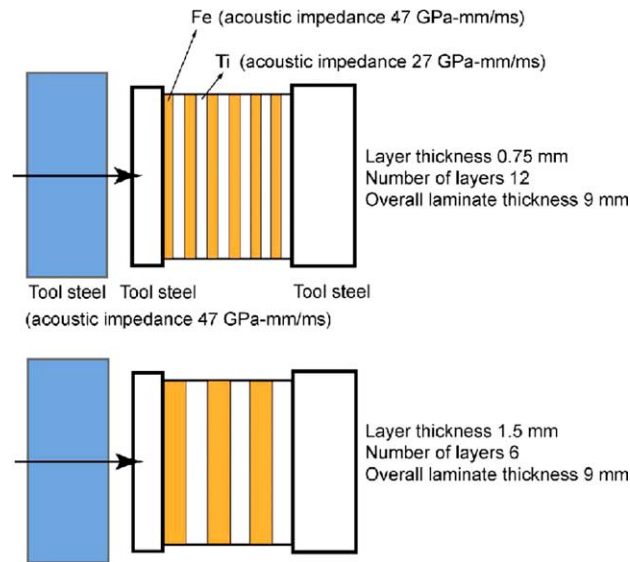 Fe (acoustic impedance 47 GPa-mm/ms)
Ti (acoustic impedance 27 GPa-mm/ms)
Layer thickness 0.75 mm
Number of layers 12
Overall laminate thickness 9 mm
Tool steel Tool steel Tool steel
(acoustic impedance 47 GPa-mm/ms)
Layer thickness 1.5 mm
Number of layers 6
Overall laminate thickness 9 mm